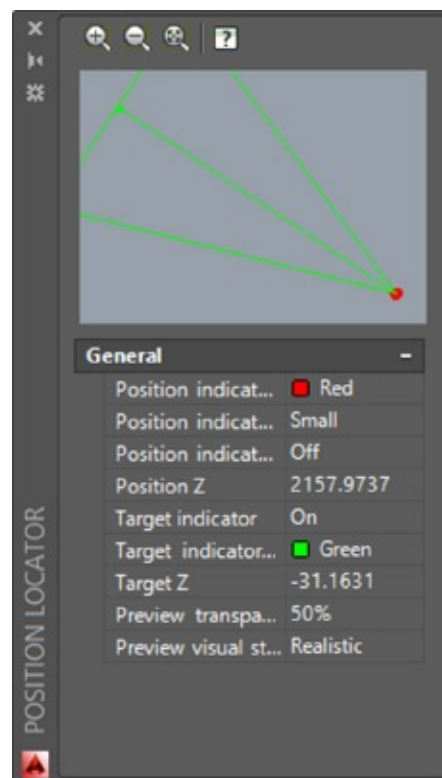 General
Position indicat... Red
Position indicat... Small
Position indicat... Off
Position Z 2157.9737
Target indicator On
Target indicator... Green
Target Z -31.1631
Preview transpa... 50%
Preview visual st... Realistic
POSITION LOCATOR